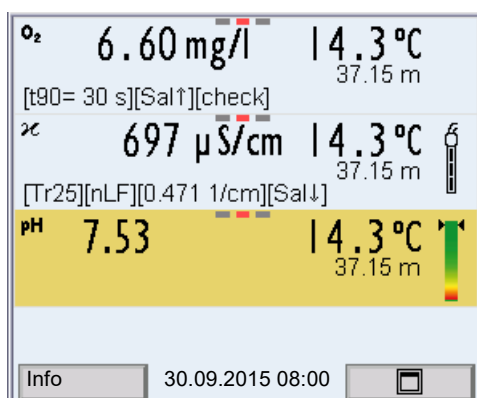 O₂ 6.60 mg/l 14.3 °C
37.15 m
[t90= 30 s][Sal↑][check]
ϰ 697 µS/cm 14.3 °C
37.15 m
[Tr25][nLF][0.471 1/cm][Sal↓]
pH 7.53 14.3 °C
37.15 m
Info 30.09.2015 08:00